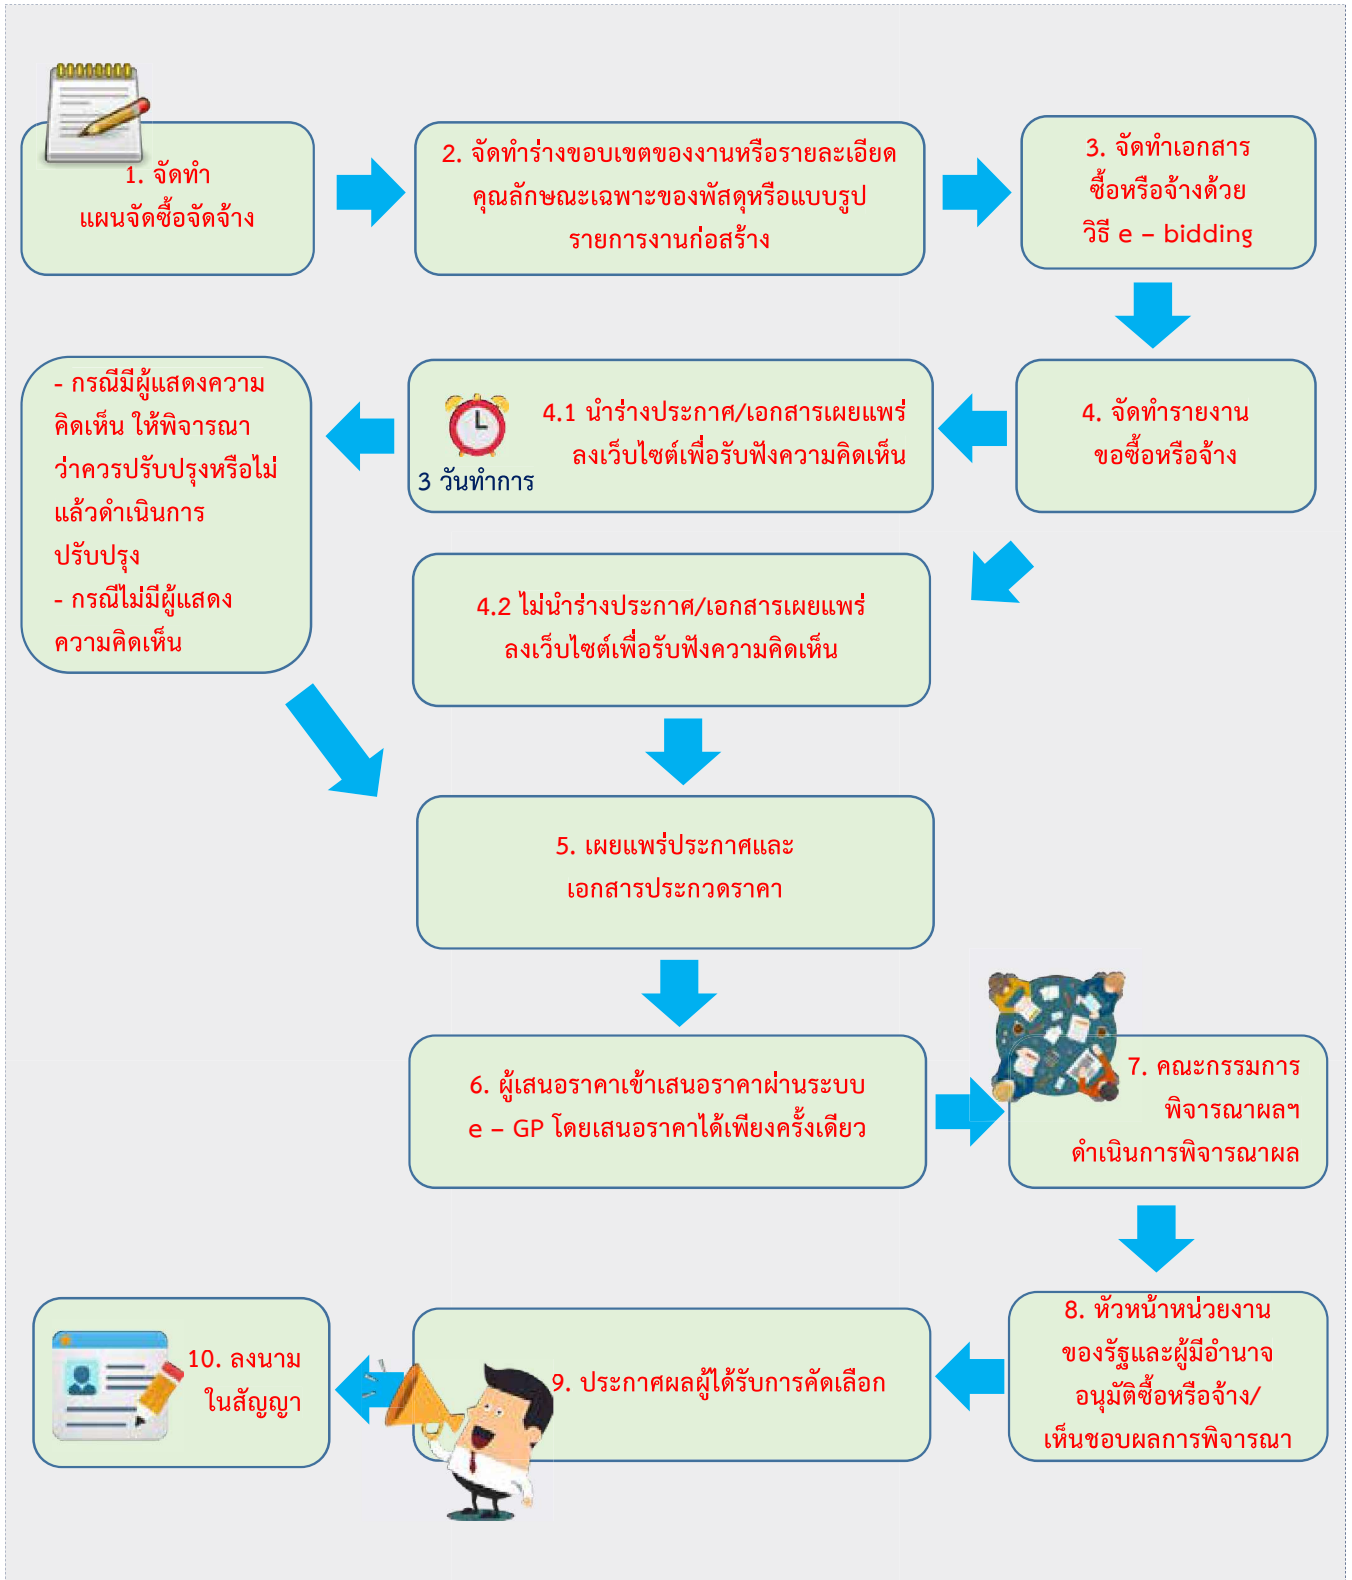 1. จัดทำ
แผนจัดซื้อจัดจ้าง
2. จัดทำร่างขอบเขตของงานหรือรายละเอียด
คุณลักษณะเฉพาะของพัสดุหรือแบบรูป
รายการงานก่อสร้าง
3. จัดทำเอกสาร
ซื้อหรือจ้างด้วย
วิธี e – bidding
4. จัดทำรายงาน
ขอซื้อหรือจ้าง
4.1 นำร่างประกาศ/เอกสารเผยแพร่
ลงเว็บไซต์เพื่อรับฟังความคิดเห็น
3 วันทำการ
- กรณีมีผู้แสดงความ
คิดเห็น ให้พิจารณา
ว่าควรปรับปรุงหรือไม่
แล้วดำเนินการ
ปรับปรุง
- กรณีไม่มีผู้แสดง
ความคิดเห็น
4.2 ไม่นำร่างประกาศ/เอกสารเผยแพร่
ลงเว็บไซต์เพื่อรับฟังความคิดเห็น
5. เผยแพร่ประกาศและ
เอกสารประกวดราคา
6. ผู้เสนอราคาเข้าเสนอราคาผ่านระบบ
e – GP โดยเสนอราคาได้เพียงครั้งเดียว
7. คณะกรรมการ
พิจารณาผลฯ
ดำเนินการพิจารณาผล
8. หัวหน้าหน่วยงาน
ของรัฐและผู้มีอำนาจ
อนุมัติซื้อหรือจ้าง/
เห็นชอบผลการพิจารณา
9. ประกาศผลผู้ได้รับการคัดเลือก
10. ลงนาม
ในสัญญา